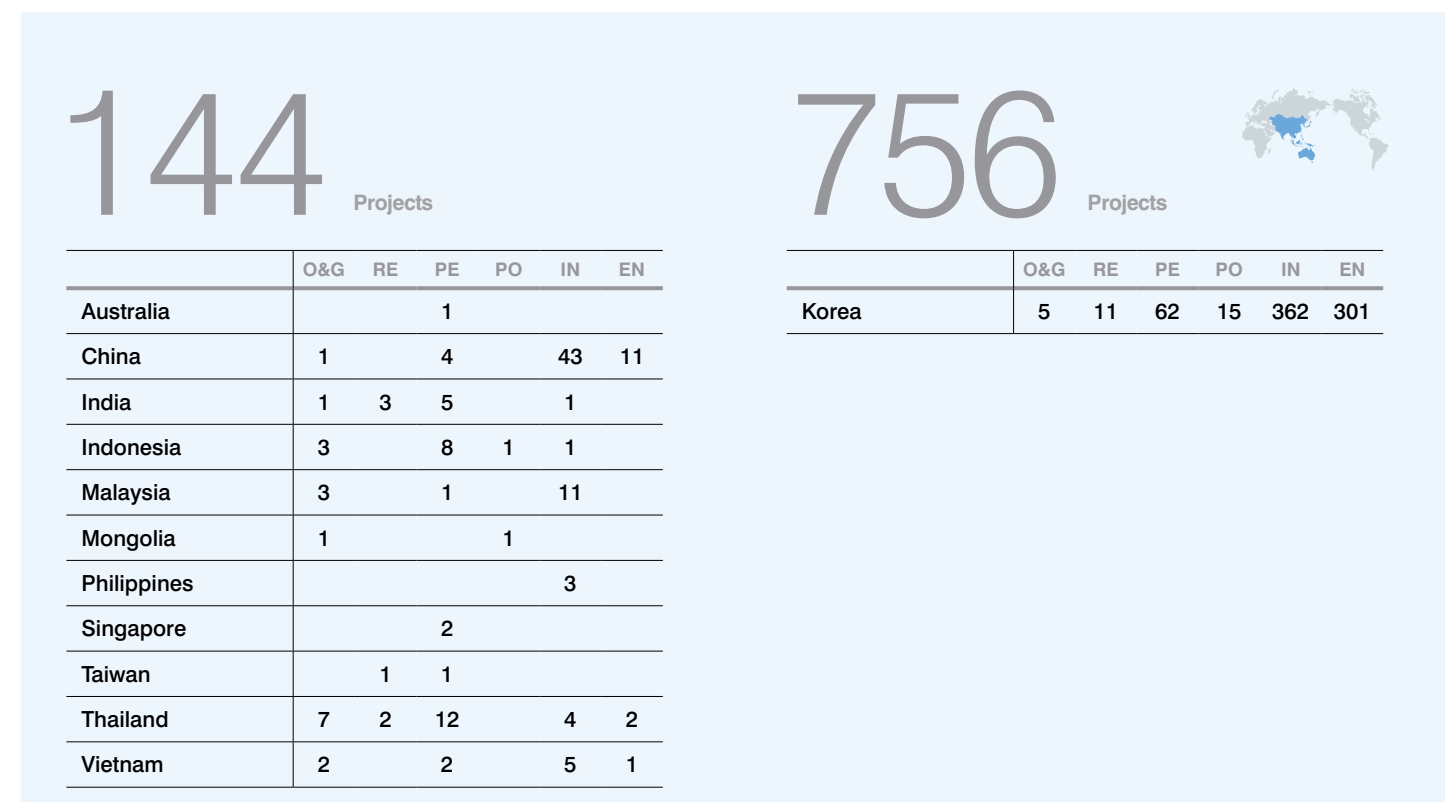 144 Projects
O&G RE PE PO IN EN
Australia 1
China 1 4 43 11
India 1 3 5 1
Indonesia 3 8 1 1
Malaysia 3 1 11
Mongolia 1 1
Philippines 3
Singapore 2
Taiwan 1 1
Thailand 7 2 12 4 2
Vietnam 2 2 5 1
756 Projects
O&G RE PE PO IN EN
Korea 5 11 62 15 362 301